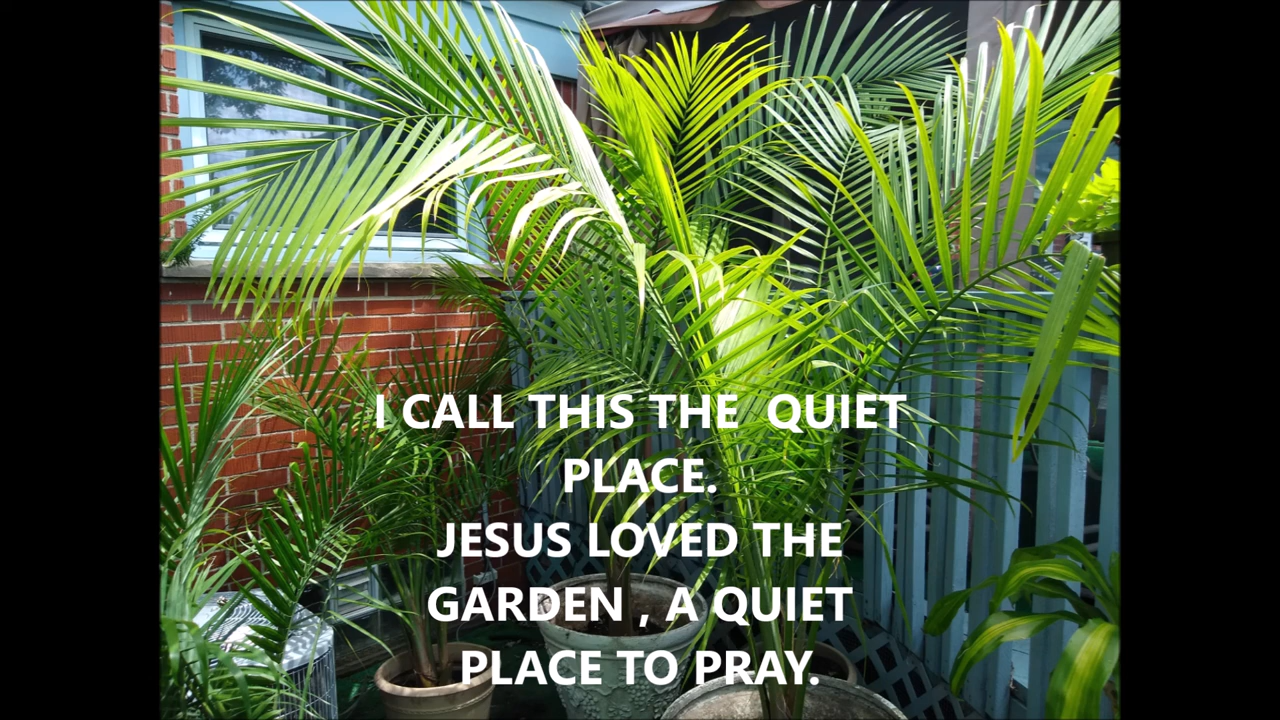 I CALL THIS THE  QUIET
PLACE.
JESUS LOVED THE
GARDEN , A QUIET
PLACE TO PRAY.